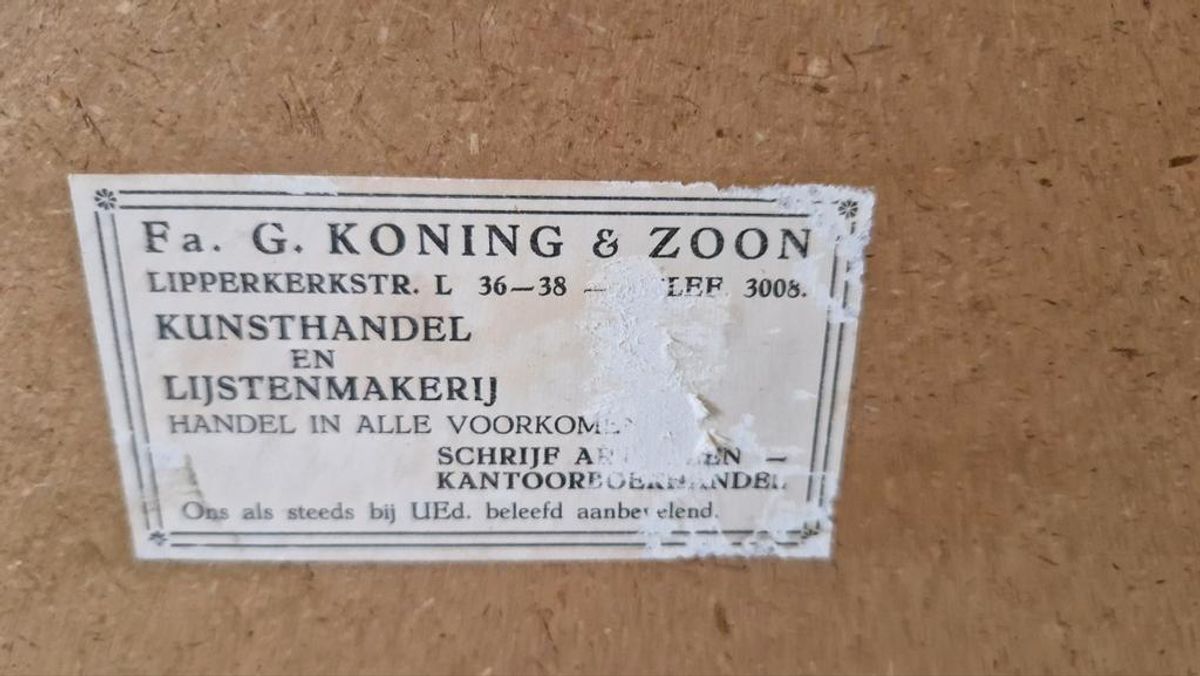 Fa. G. KONING & ZOON
LIPPERKERKSTR. L 36—38 — 3008.
KUNSTHANDEL
EN
LIJSTENMAKERIJ
HANDEL IN ALLE
SCHRIJF —
KANTOORBOEKHANDEL
Ons als steeds bij UEd. beleefd aanbevelend.